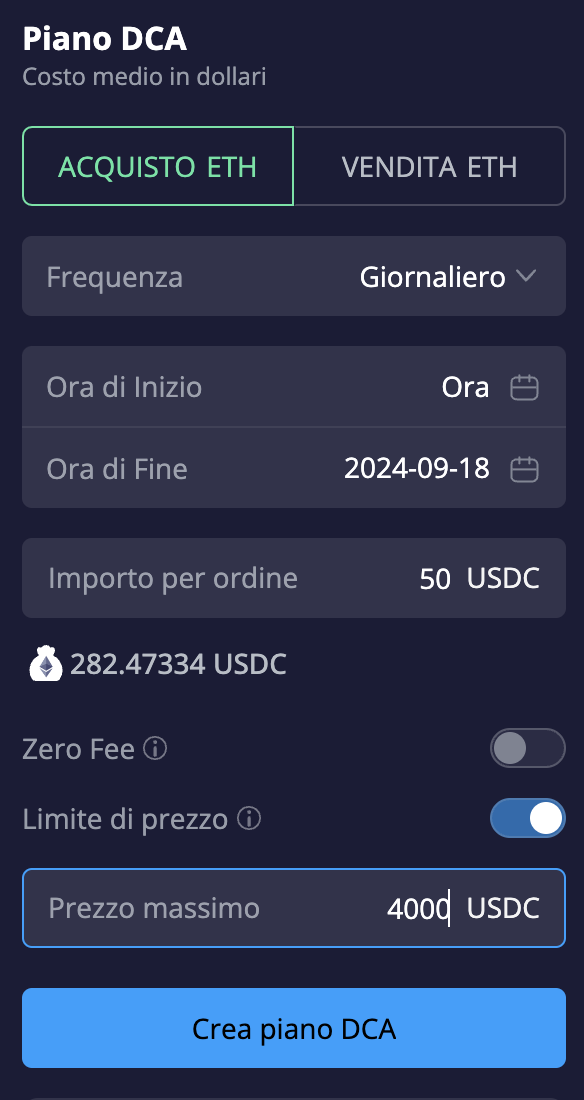 Piano DCA
Costo medio in dollari
ACQUISTO ETH VENDITA ETH
Frequenza Giornaliero
Ora di Inizio Ora
Ora di Fine 2024-09-18
Importo per ordine 50 USDC
282.47334 USDC
Zero Fee
Limite di prezzo
Prezzo massimo 4000 USDC
Crea piano DCA